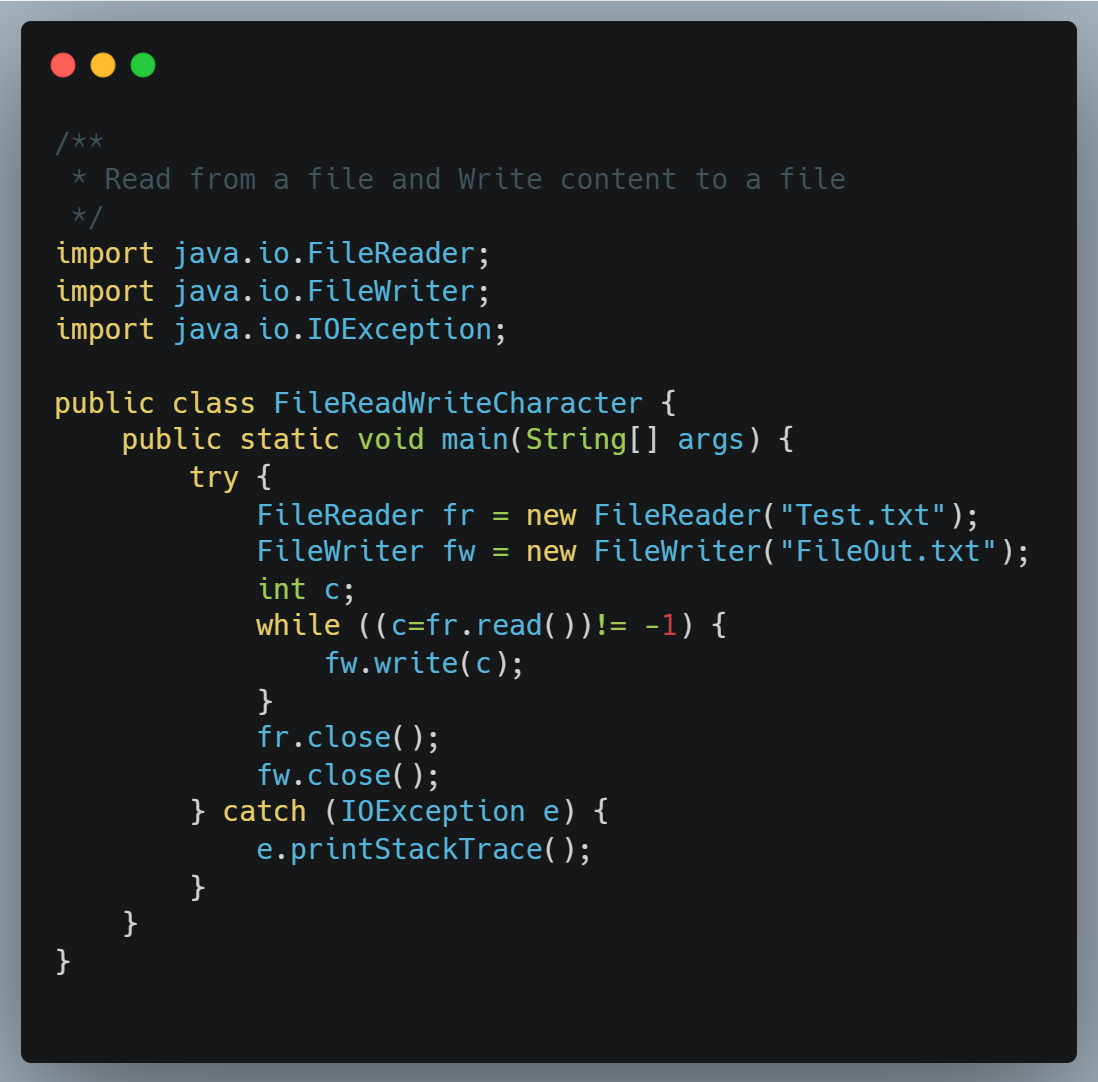 /**
 * Read from a file and Write content to a file
 */
import java.io.FileReader;
import java.io.FileWriter;
import java.io.IOException;

public class FileReadWriteCharacter {
    public static void main(String[] args) {
        try {
            FileReader fr = new FileReader("Test.txt");
            FileWriter fw = new FileWriter("FileOut.txt");
            int c;
            while ((c=fr.read())!= -1) {
                fw.write(c);
            }
            fr.close();
            fw.close();
        } catch (IOException e) {
            e.printStackTrace();
        }
    }
}